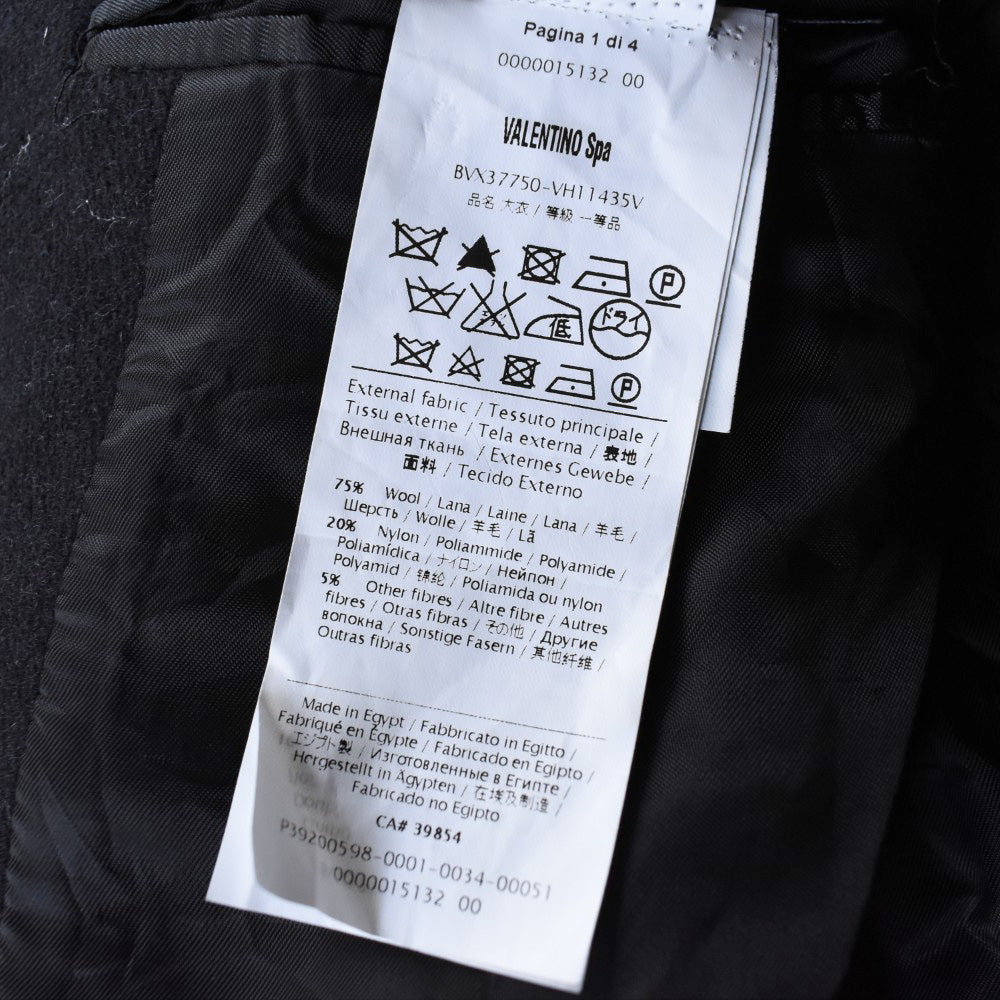 Pagina 1 di 4
0000015132 00
VALENTINO Spa
BVX37750-VH11435V
品名 大衣 / 等級 一等品
P
低 ドライ
P
External fabric / Tessuto principale /
Tissu externe / Tela externa / 表地 /
Внешная ткань / Externes Gewebe /
面料 / Tecido Externo
75% Wool / Lana / Laine / Lana / 羊毛 /
Шерсть / Wolle / 羊毛 / Lã
20% Nylon / Poliammide / Polyamide /
Poliamídica / ナイロン / Нейпон /
Polyamid / 锦纶 / Poliamida ou nylon
5% Other fibres / Altre fibre / Autres
fibres / Otras fibras / その他 / Другие
волокна / Sonstige Fasern / 其他纤维 /
Outras fibras
Made in Egypt / Fabbricato in Egitto /
Fabriqué en Égypte / Fabricado en Egipto /
エジプト製 / Изготовленные в Египте /
Hergestellt in Ägypten / 在埃及制造 /
Fabricado no Egipto
CA# 39854
P39200598-0001-0034-00051
0000015132 00